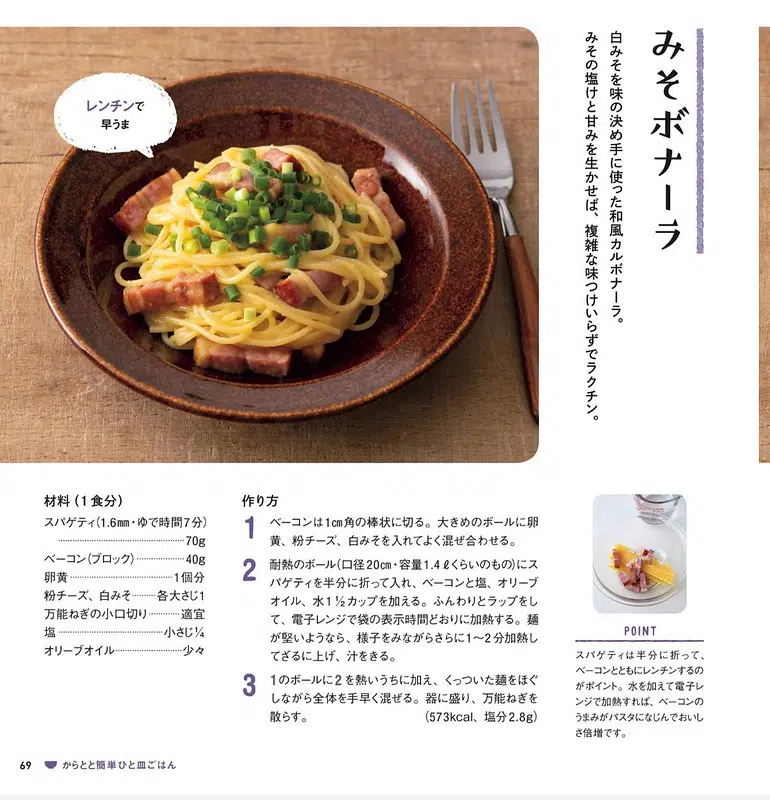 みそボナーラ
白みそを味の決め手に使った和風カルボナーラ。
みその塩けと甘みを生かせば、複雑な味つけいらずでラクチン。
レンチンで
早うま
材料（1食分）
スパゲティ（1.6㎜・ゆで時間7分）
………70g
ベーコン（ブロック）………40g
卵黄………1個分
粉チーズ、白みそ………各大さじ1
万能ねぎの小口切り………適宜
塩………小さじ¼
オリーブオイル………少々
作り方
1 ベーコンは1㎝角の棒状に切る。大きめのボールに卵
黄、粉チーズ、白みそを入れてよく混ぜ合わせる。
2 耐熱のボール（口径20㎝・容量1.4ℓくらいのもの）にス
パゲティを半分に折って入れ、ベーコンと塩、オリーブ
オイル、水1½カップを加える。ふんわりとラップをし
て、電子レンジで袋の表示時間どおりに加熱する。麺
が堅いようなら、様子をみながらさらに1〜2分加熱し
てざるに上げ、汁をきる。
3 1のボールに2を熱いうちに加え、くっついた麺をほぐ
しながら全体を手早く混ぜる。器に盛り、万能ねぎを
散らす。 （573kcal、塩分2.8g）
POINT
スパゲティは半分に折って、
ベーコンとともにレンチンするの
がポイント。水を加えて電子レ
ンジで加熱すれば、ベーコンの
うまみがパスタになじんでおいし
さ倍増です。
69 からとと簡単ひと皿ごはん